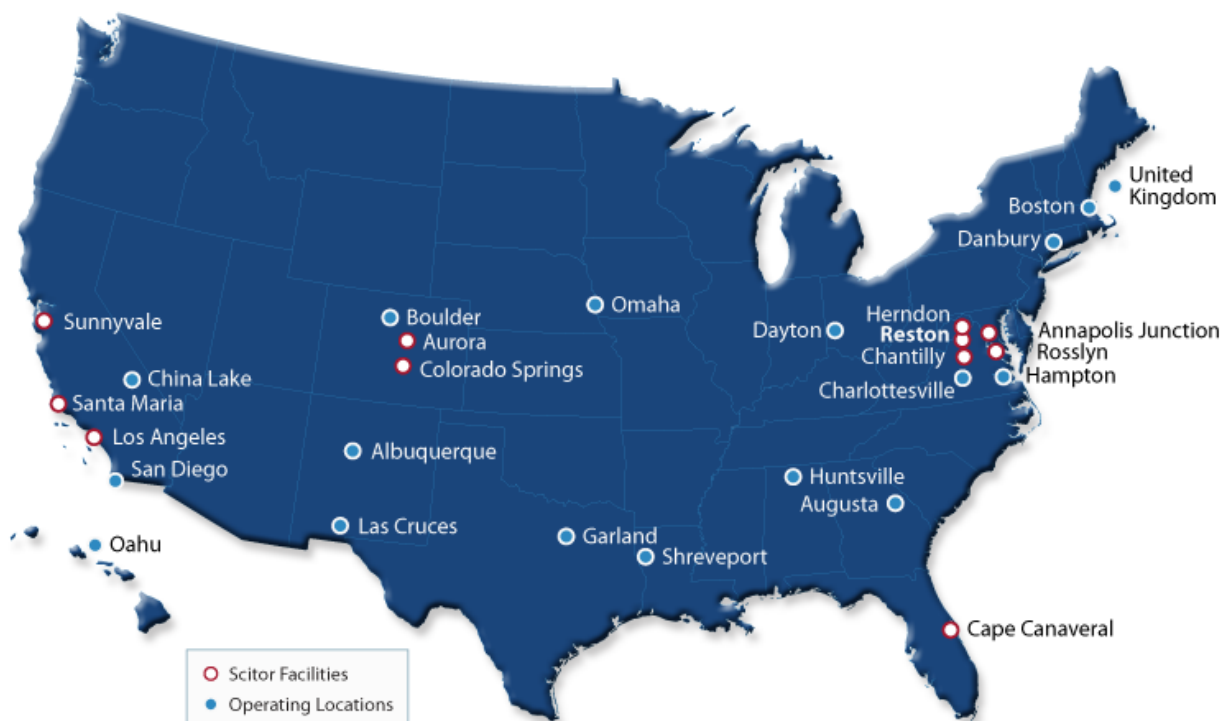 United
Kingdom
Boston
Danbury
Omaha
Boulder
Herndon
Sunnyvale
Dayton
Reston
Annapolis Junction
Aurora
Chantilly
Rosslyn
Colorado Springs
Hampton
China Lake
Charlottesville
Santa Maria
Los Angeles
Albuquerque
San Diego
Huntsville
Augusta
Las Cruces
Garland
Oahu
Shreveport
Cape Canaveral
Scitor Facilities
Operating Locations